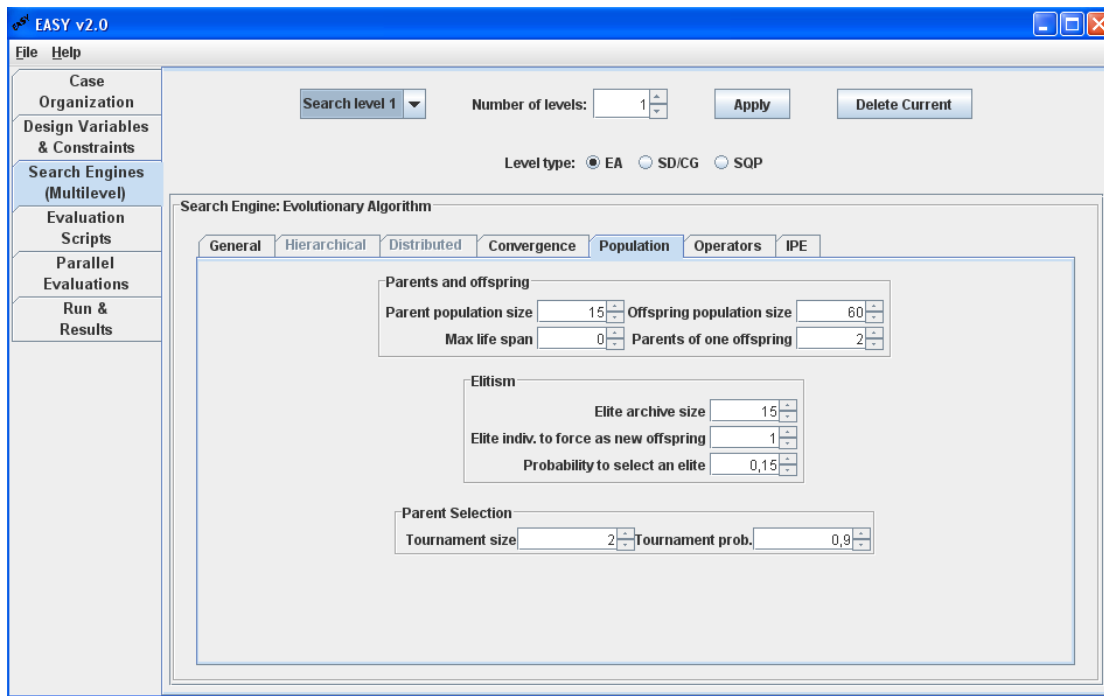 EASY EASY v2.0
File Help
Case
Organization
Design Variables
& Constraints
Search Engines
(Multilevel)
Evaluation
Scripts
Parallel
Evaluations
Run &
Results
Search level 1 Number of levels: 1 Apply Delete Current
Level type: EA SD/CG SQP
Search Engine: Evolutionary Algorithm
General Hierarchical Distributed Convergence Population Operators IPE
Parents and offspring
Parent population size 15 Offspring population size 60
Max life span 0 Parents of one offspring 2
Elitism
Elite archive size 15
Elite indiv. to force as new offspring 1
Probability to select an elite 0,15
Parent Selection
Tournament size 2 Tournament prob. 0,9